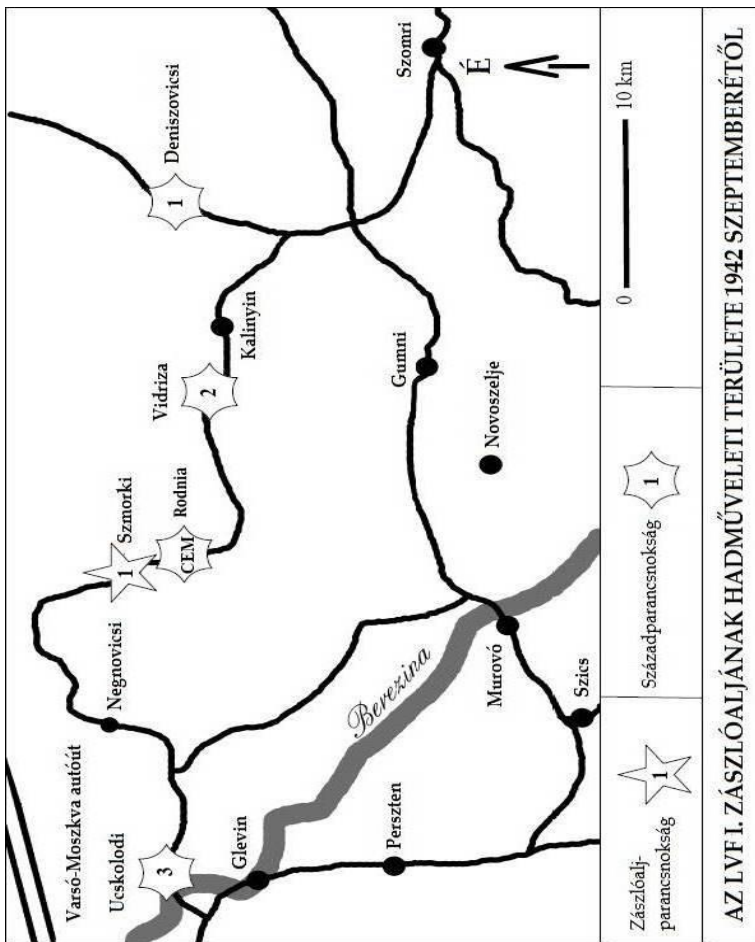 Varsó-Moszkva autóút
Ucskolodi
3
Negnovicsi
Szmorki
1
Rodnia
CEM
Vidriza
2
Kalinyin
Deniszovicsi
1
Glevin
Berezina
Perszten
Murovó
Szics
Gumni
Novoszelje
Szomri
É
Zászlóalj-
parancsnokság
1
Századparancsnokság
1
0
10 km
AZ LVF I. ZÁSZLÓALJÁNAK HADMŰVELETI TERÜLETE 1942 SZEPTEMBERÉTŐL